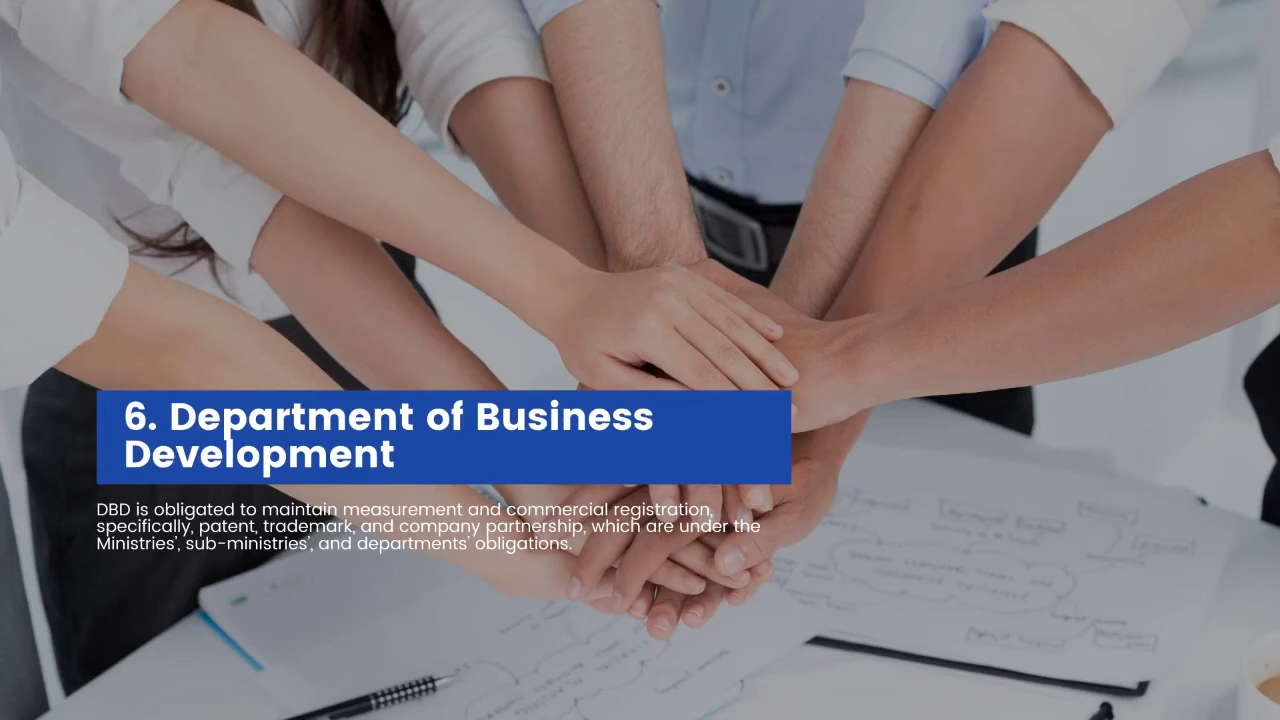 6. Department of Business
Development
DBD is obligated to maintain measurement and commercial registration,
specifically, patent, trademark, and company partnership, which are under the
Ministries', sub-ministries', and departments' obligations.